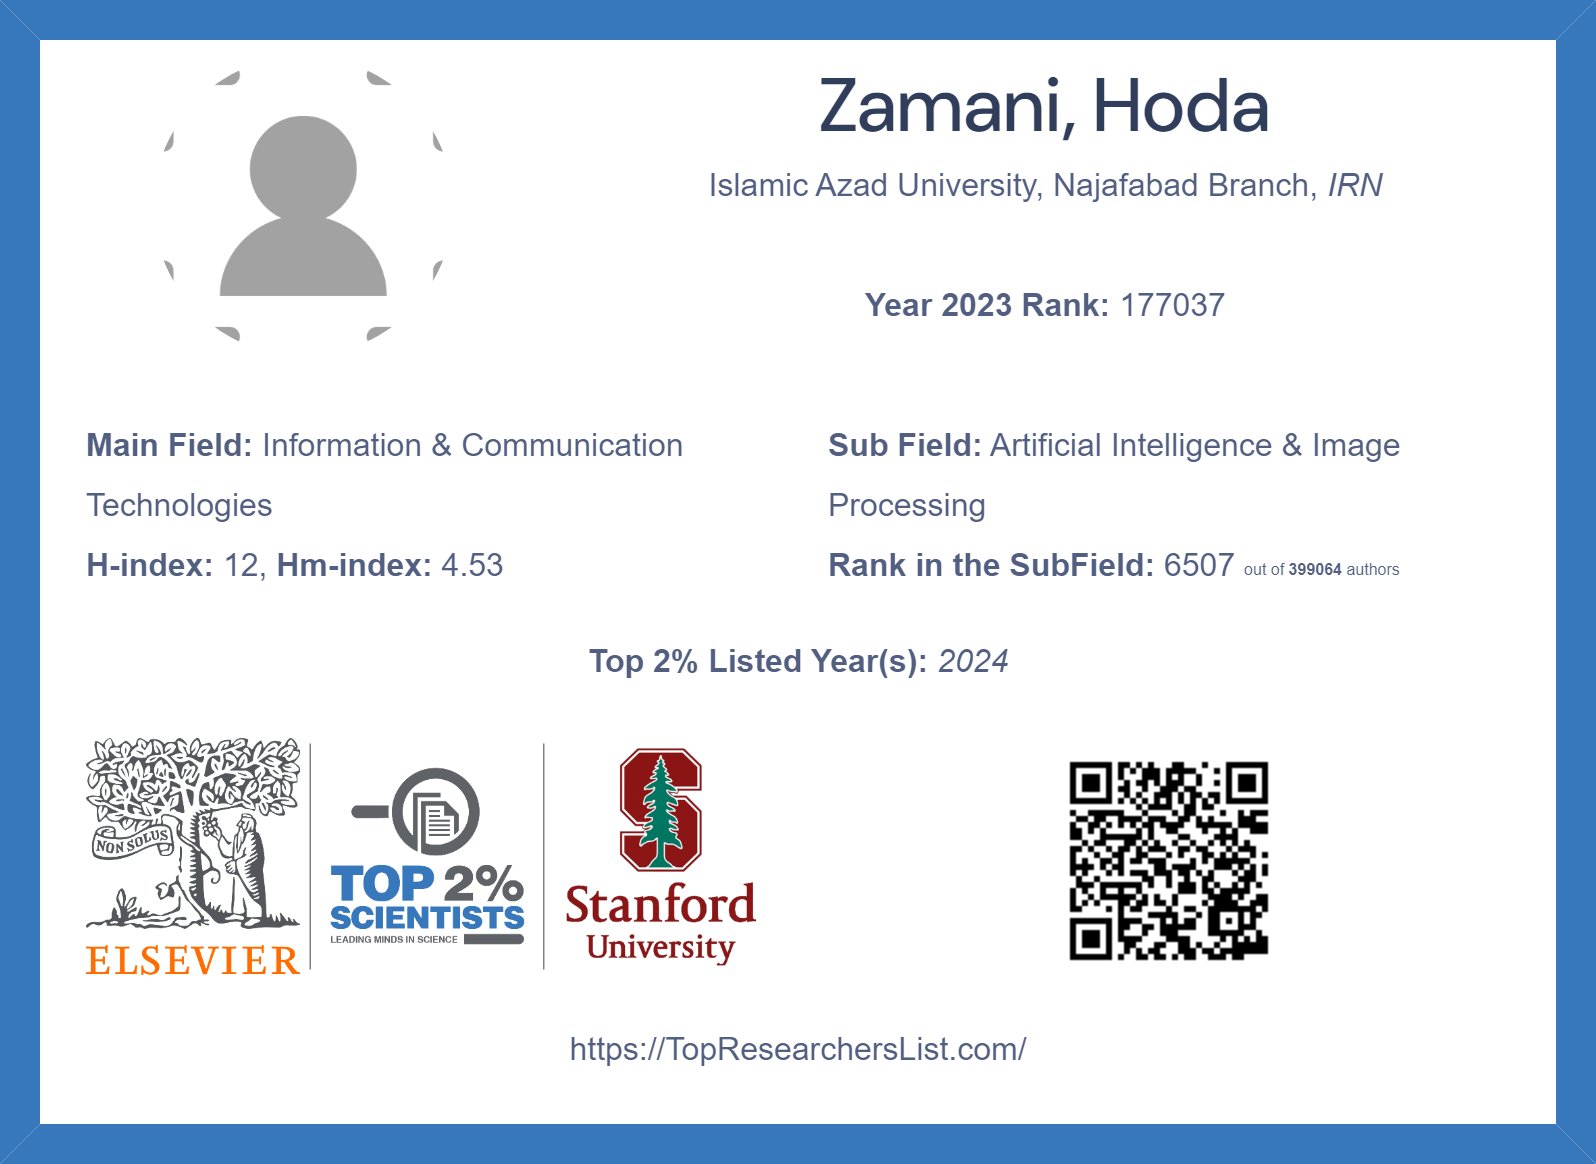 Zamani, Hoda
Islamic Azad University, Najafabad Branch, IRN
Year 2023 Rank: 177037
Main Field: Information & Communication
Technologies
H-index: 12, Hm-index: 4.53
Sub Field: Artificial Intelligence & Image
Processing
Rank in the SubField: 6507 out of 399064 authors
Top 2% Listed Year(s): 2024
NON SOLUS
ELSEVIER
TOP 2%
SCIENTISTS
LEADING MINDS IN SCIENCE
Stanford
University
https://TopResearchersList.com/